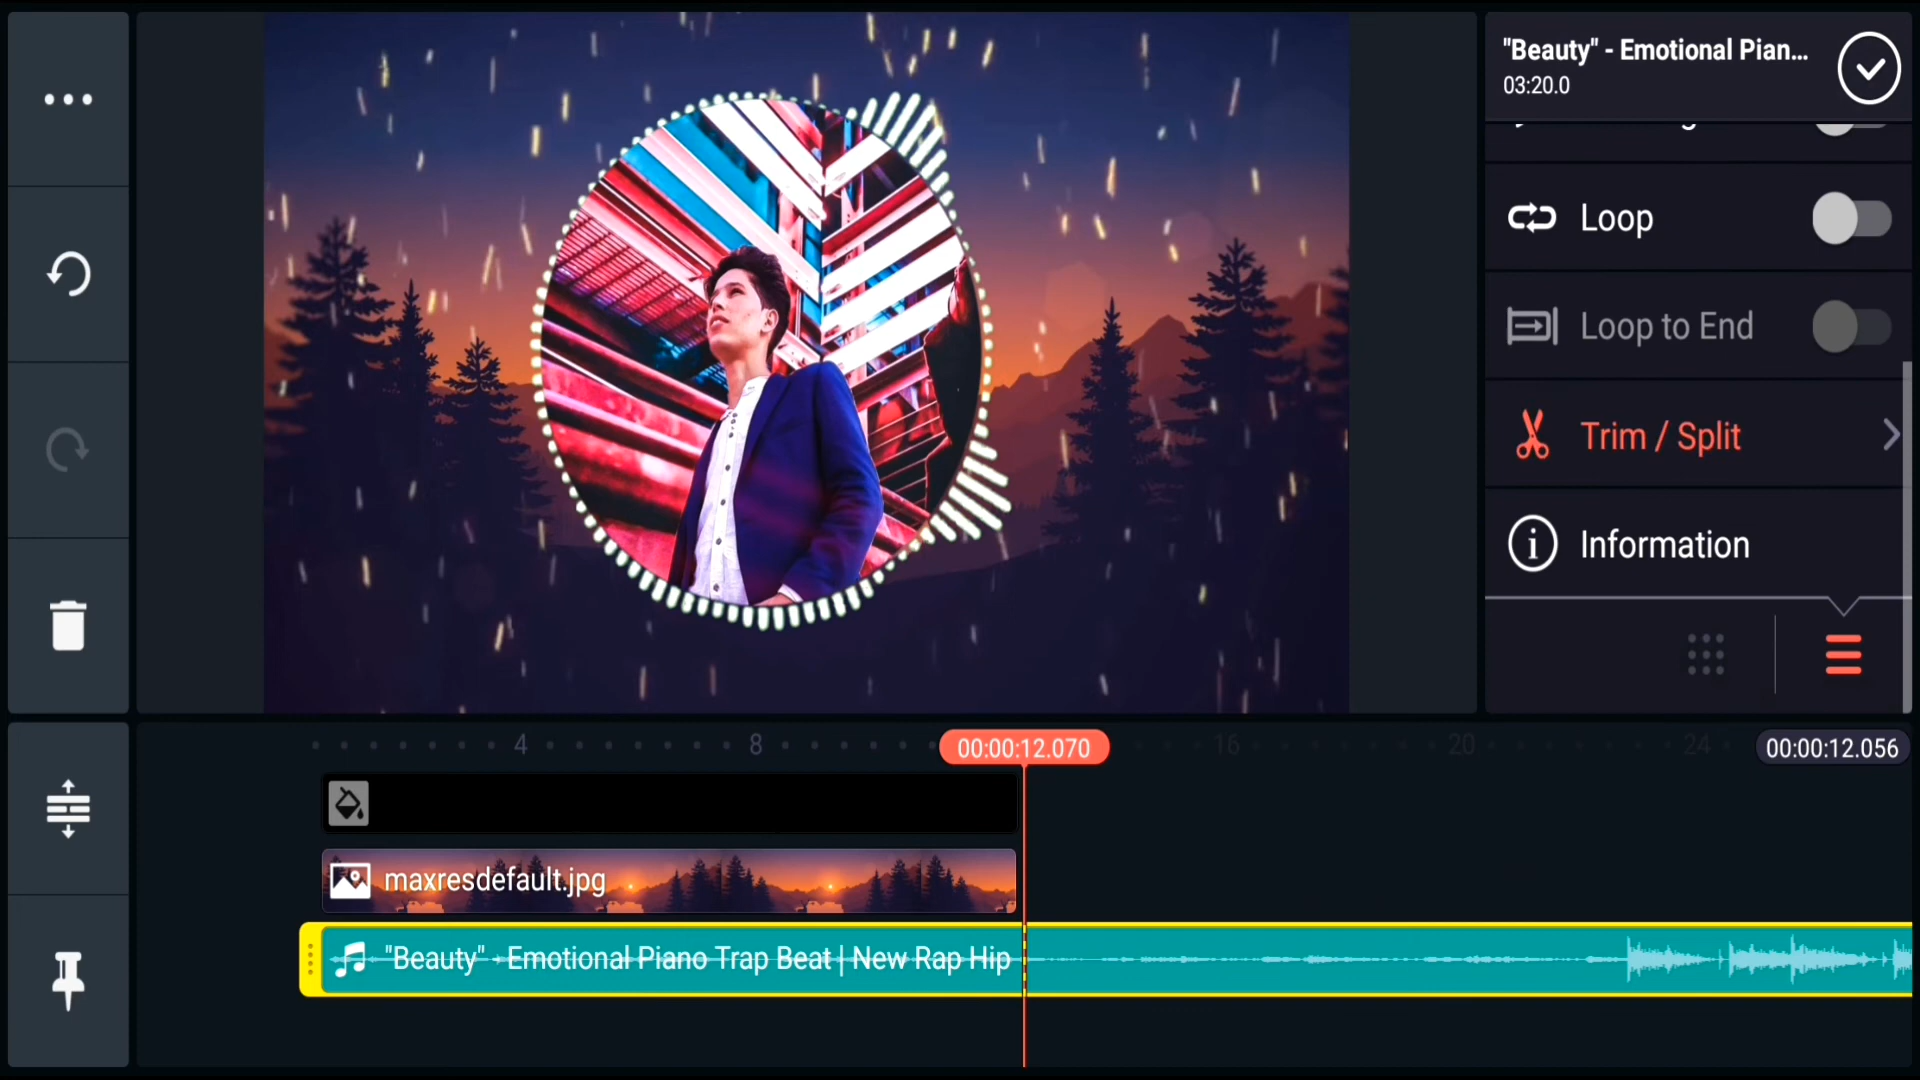 "Beauty" - Emotional Pian...
03:20.0
Loop
Loop to End
Trim / Split
Information
4
8
00:00:12.070
16
20
24
00:00:12.056
maxresdefault.jpg
"Beauty" - Emotional Piano Trap Beat | New Rap Hip